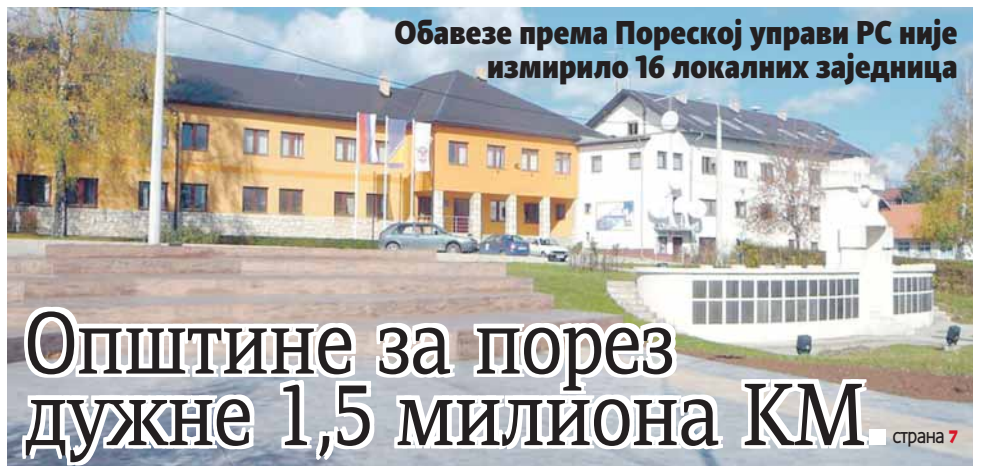 Обавезе према Пореској управи РС није
измирило 16 локалних заједница
Општине за порез
дужне 1,5 милиона КМ
страна 7